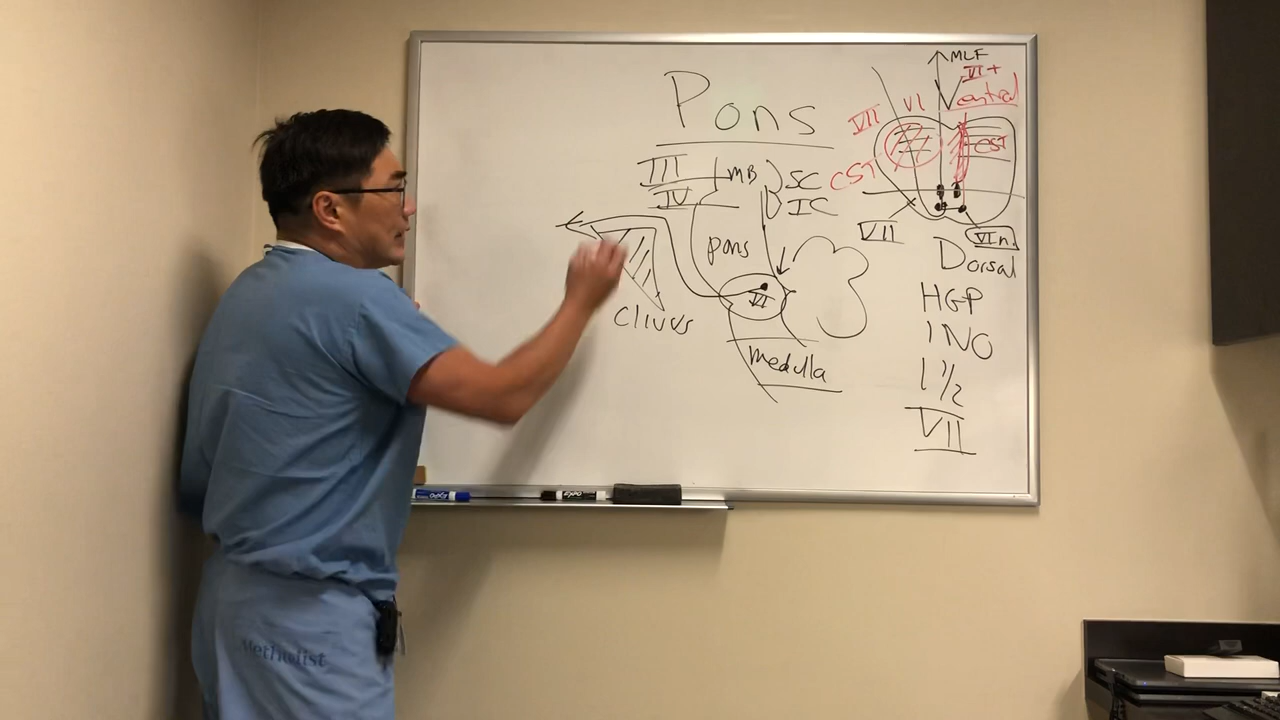 Pons
III
IV
MB
SC
IC
pons
VI
clivus
medulla
MLF
VI +
Ventral
VII
VI
CST
CST
VII
VI n.
Dorsal
HGP
INO
1 1/2
VII
EXPO
EXPO
Methodist